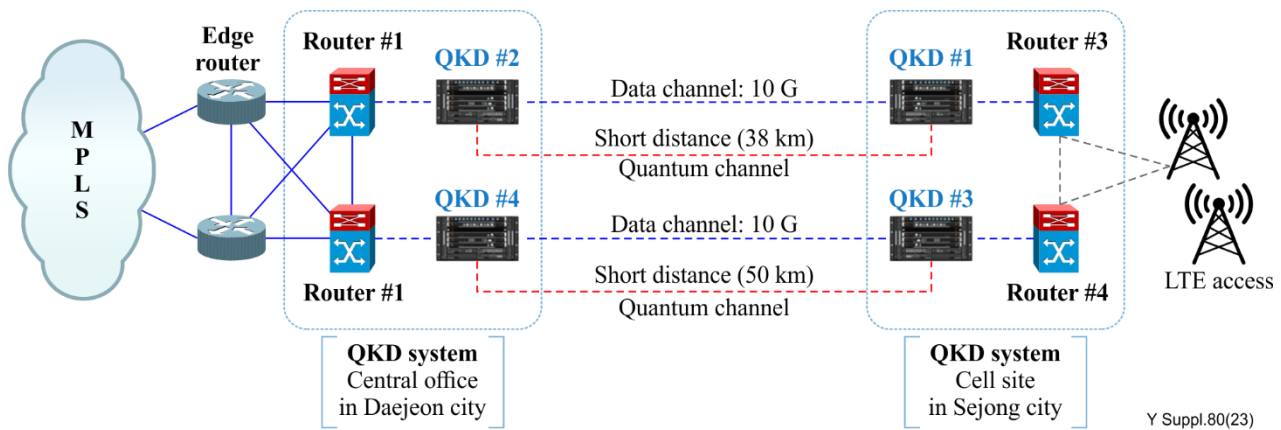 Edge
router
Router #1
QKD #2
QKD #1
Router #3
Data channel: 10 G
Short distance (38 km)
Quantum channel
M
P
L
S
QKD #4
QKD #3
Data channel: 10 G
Short distance (50 km)
Quantum channel
Router #1
Router #4
LTE access
QKD system
Central office
in Daejeon city
QKD system
Cell site
in Sejong city
Y Suppl.80(23)